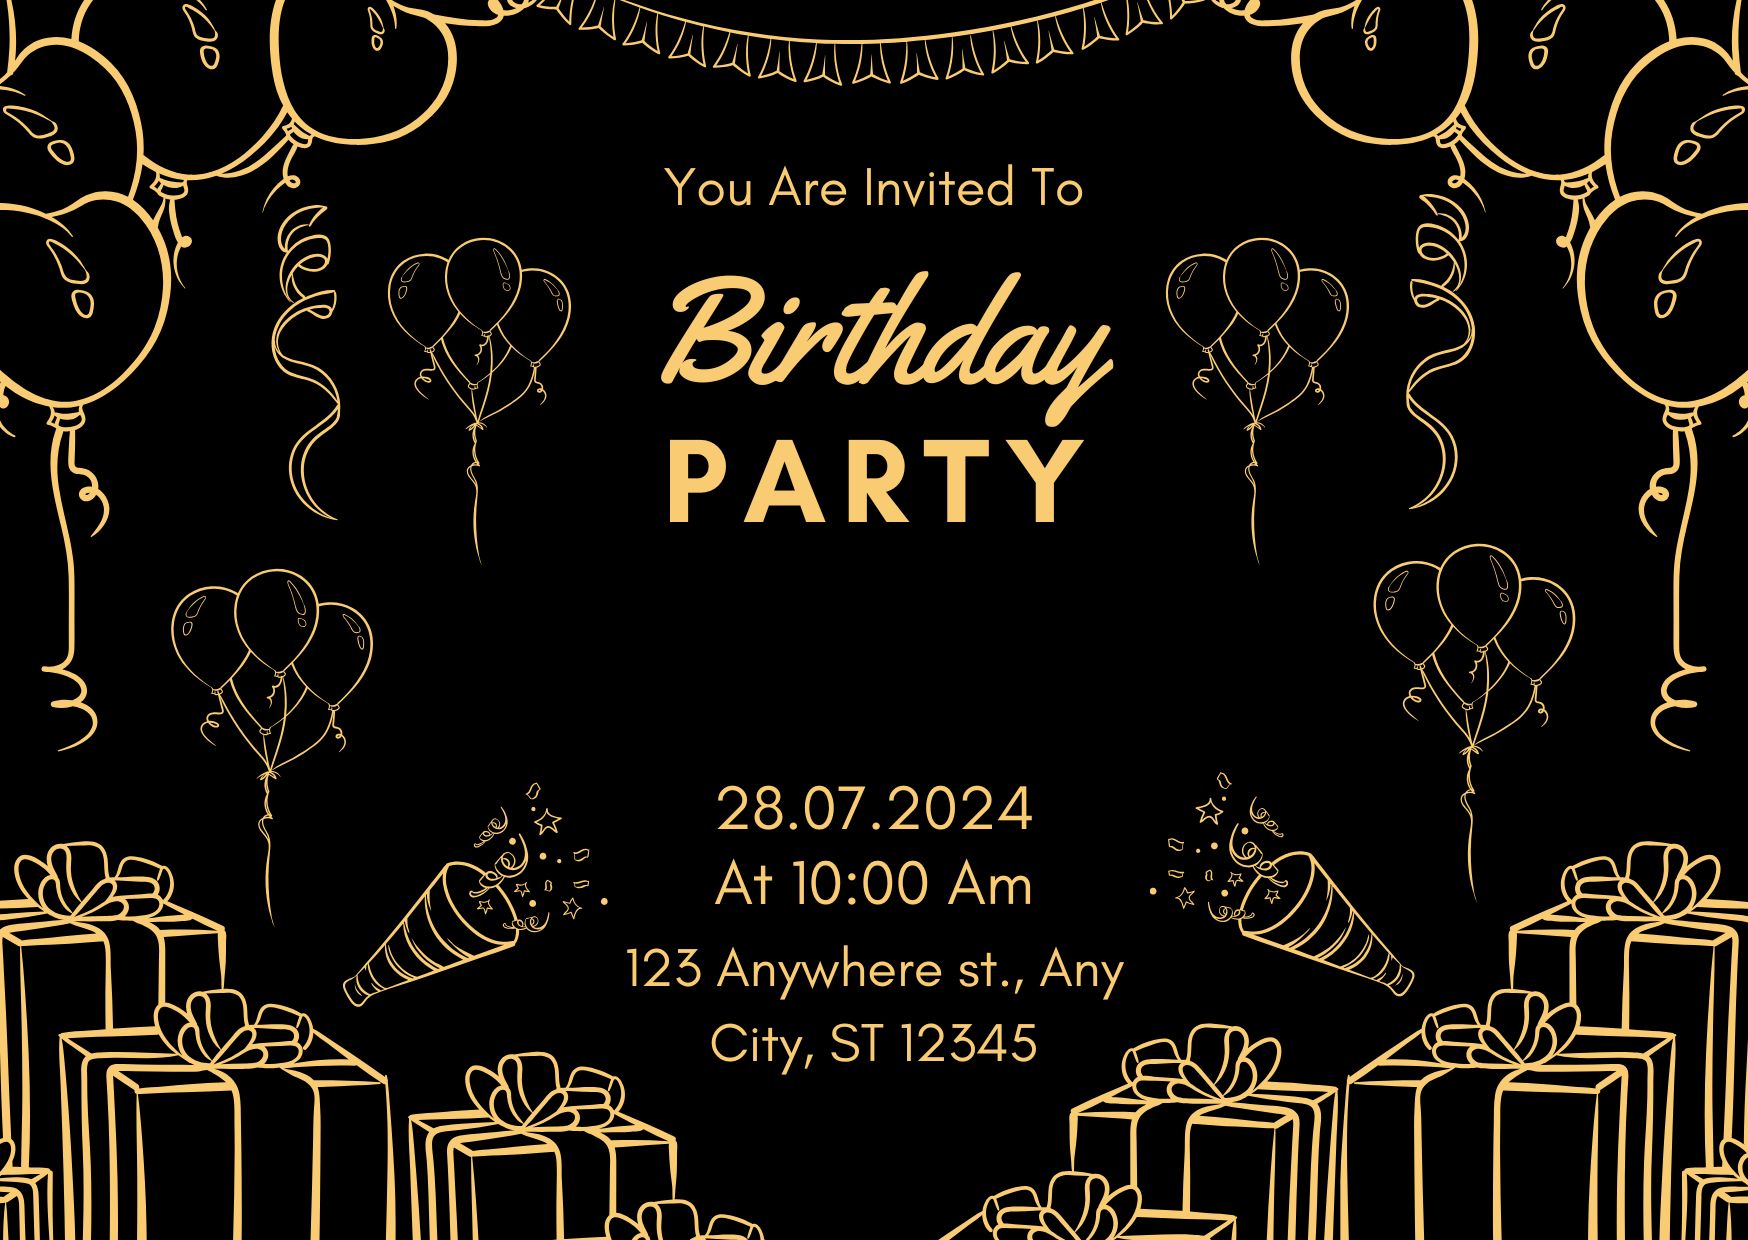 You Are Invited To
Birthday
PARTY
28.07.2024
At 10:00 Am
123 Anywhere st., Any
City, ST 12345